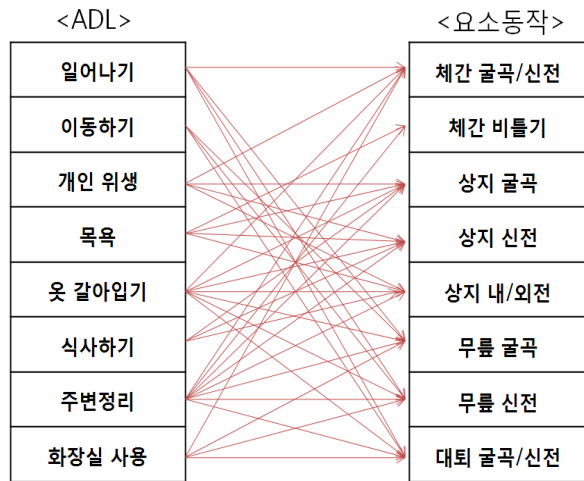 <ADL>
<요소동작>
일어나기
체간 굴곡/신전
이동하기
체간 비틀기
개인 위생
상지 굴곡
목욕
상지 신전
옷 갈아입기
상지 내/외전
식사하기
무릎 굴곡
주변정리
무릎 신전
화장실 사용
대퇴 굴곡/신전